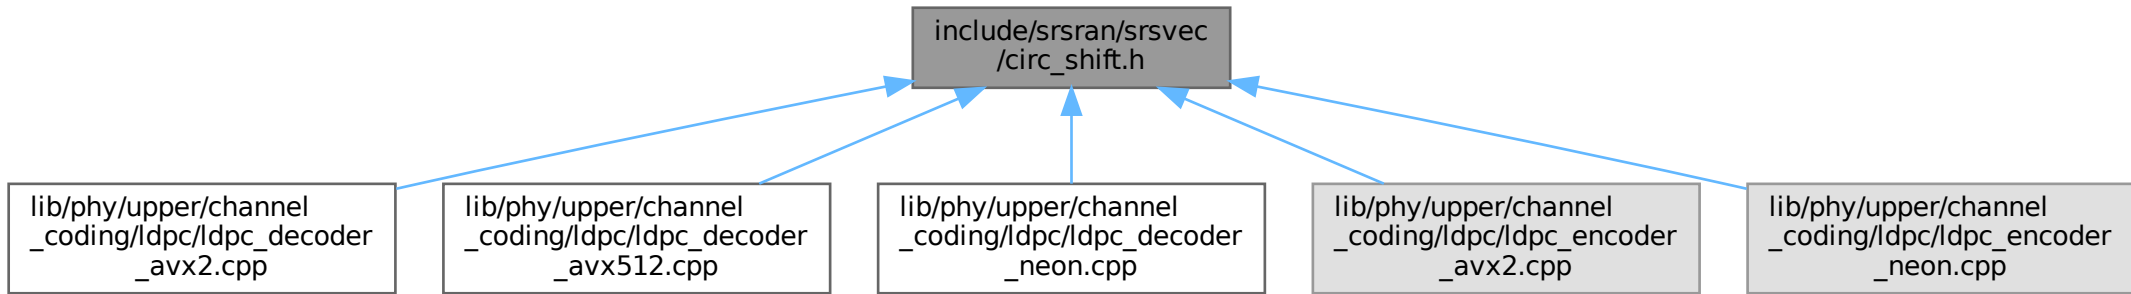 include/srsran/srsvec
/circ_shift.h
lib/phy/upper/channel
_coding/ldpc/ldpc_decoder
_avx2.cpp
lib/phy/upper/channel
_coding/ldpc/ldpc_decoder
_avx512.cpp
lib/phy/upper/channel
_coding/ldpc/ldpc_decoder
_neon.cpp
lib/phy/upper/channel
_coding/ldpc/ldpc_encoder
_avx2.cpp
lib/phy/upper/channel
_coding/ldpc/ldpc_encoder
_neon.cpp